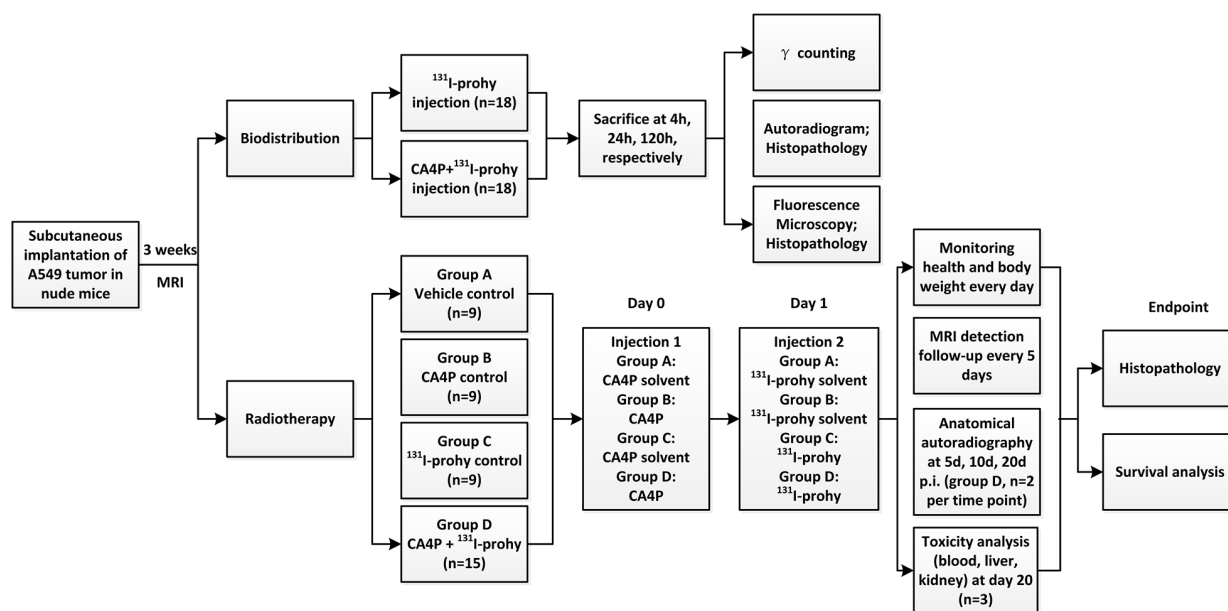 Subcutaneous
implantation of
A549 tumor in
nude mice
3 weeks
MRI
Biodistribution
¹³¹I-prohy
injection (n=18)
CA4P+¹³¹I-prohy
injection (n=18)
Sacrifice at 4h,
24h, 120h,
respectively
γ counting
Autoradiogram;
Histopathology
Fluorescence
Microscopy;
Histopathology
Radiotherapy
Group A
Vehicle control
(n=9)
Group B
CA4P control
(n=9)
Group C
¹³¹I-prohy control
(n=9)
Group D
CA4P + ¹³¹I-prohy
(n=15)
Day 0
Injection 1
Group A:
CA4P solvent
Group B:
CA4P
Group C:
CA4P solvent
Group D:
CA4P
Day 1
Injection 2
Group A:
¹³¹I-prohy solvent
Group B:
¹³¹I-prohy solvent
Group C:
¹³¹I-prohy
Group D:
¹³¹I-prohy
Monitoring
health and body
weight every day
MRI detection
follow-up every 5
days
Anatomical
autoradiography
at 5d, 10d, 20d
p.i. (group D, n=2
per time point)
Toxicity analysis
(blood, liver,
kidney) at day 20
(n=3)
Endpoint
Histopathology
Survival analysis